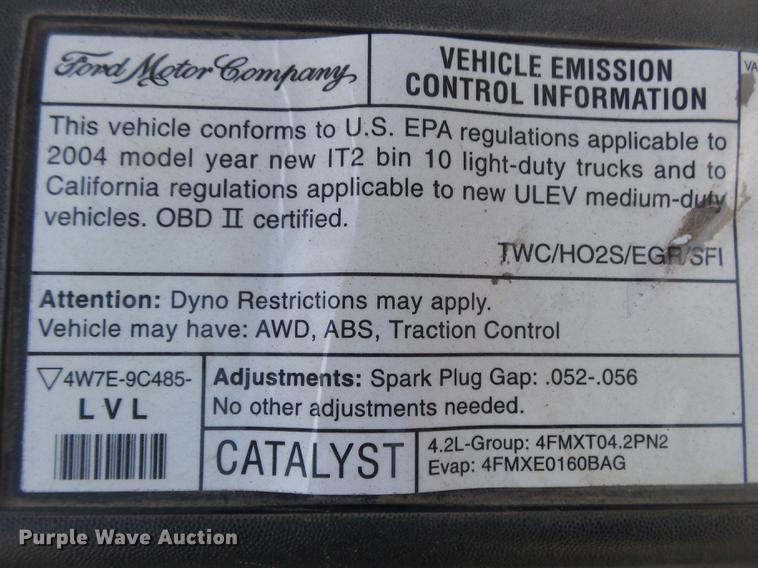 Ford Motor Company
VEHICLE EMISSION
CONTROL INFORMATION
This vehicle conforms to U.S. EPA regulations applicable to
2004 model year new IT2 bin 10 light-duty trucks and to
California regulations applicable to new ULEV medium-duty
vehicles. OBD II certified.
TWC/HO2S/EGR/SFI
Attention: Dyno Restrictions may apply.
Vehicle may have: AWD, ABS, Traction Control
▽4W7E-9C485-
LVL
Adjustments: Spark Plug Gap: .052-.056
No other adjustments needed.
CATALYST
4.2L-Group: 4FMXT04.2PN2
Evap: 4FMXE0160BAG
VA
Purple Wave Auction